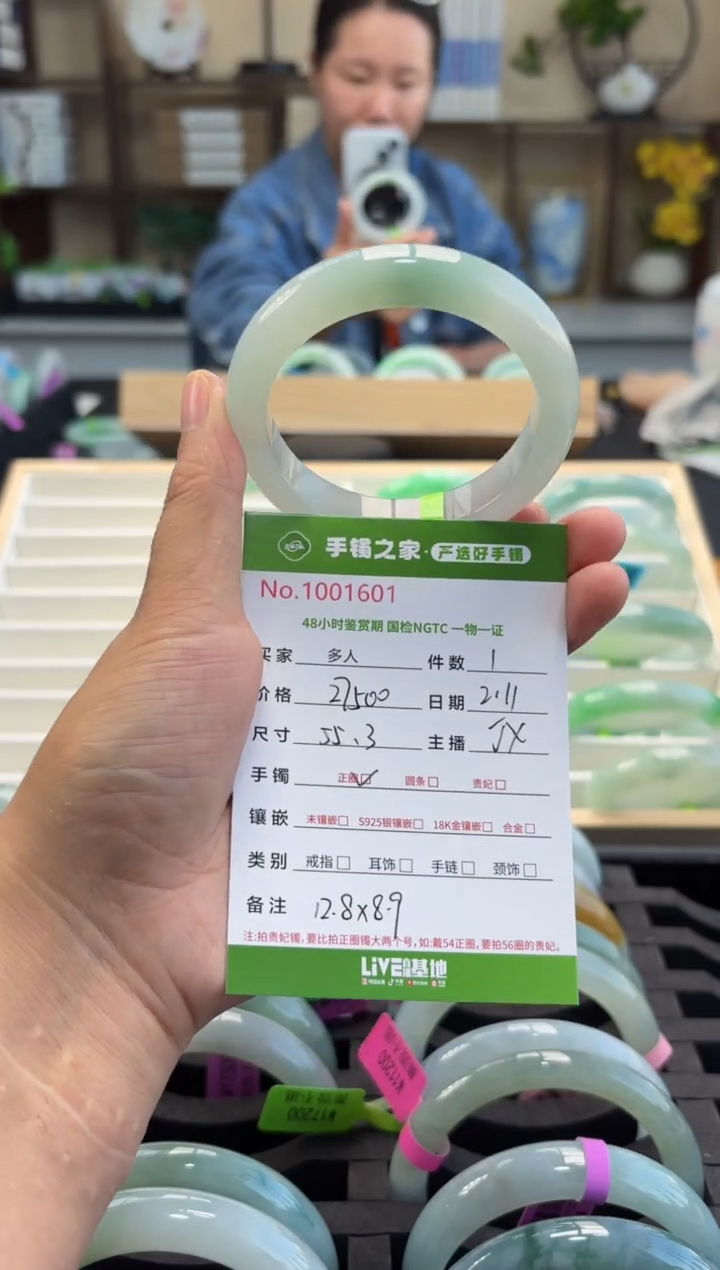 手镯之家·严选好手镯
No.1001601
48小时鉴赏期 国检NGTC 一物一证
买家 多人 件数 1
价格 27500 日期 2.11
尺寸 55.3 主播 JX
手镯 正圈☑ 圆条□ 贵妃□
镶嵌 未镶嵌□ S925银镶嵌□ 18K金镶嵌□ 合金□
类别 戒指□ 耳饰□ 手链□ 颈饰□
备注 12.8x8.9
注:拍贵妃镯,要比拍正圈镯大两个号,如:戴54正圈,要拍56圈的贵妃。
LiVE 基地
¥11200
¥17200